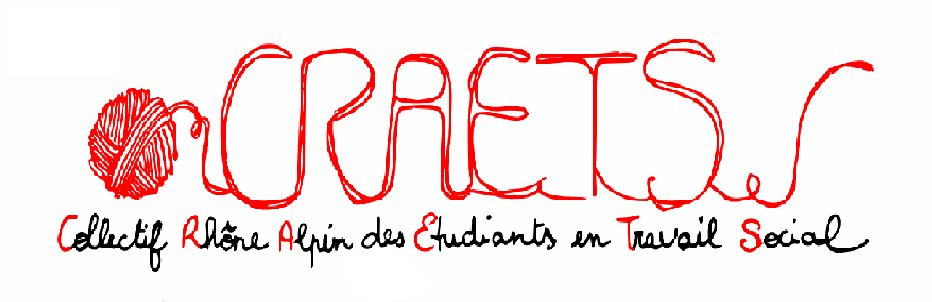 CRAETS
Collectif Rhône Alpin des Etudiants en Travail Social